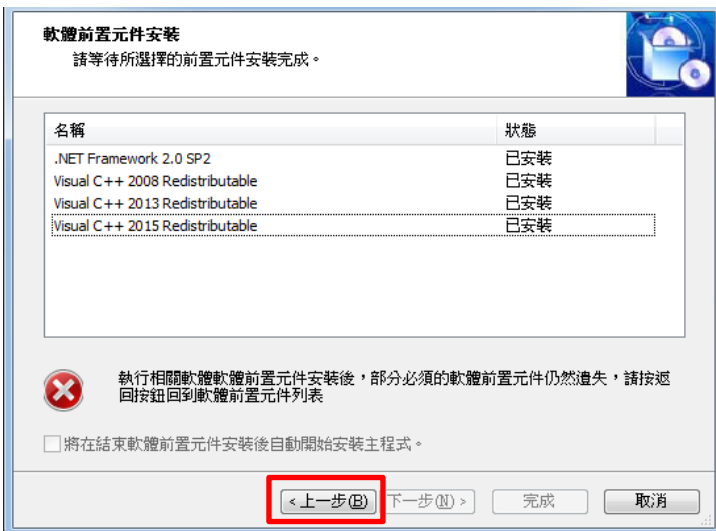 軟體前置元件安裝
請等待所選擇的前置元件安裝完成。
名稱 狀態
.NET Framework 2.0 SP2 已安裝
Visual C++ 2008 Redistributable 已安裝
Visual C++ 2013 Redistributable 已安裝
Visual C++ 2015 Redistributable 已安裝
執行相關軟體軟體前置元件安裝後，部分必須的軟體前置元件仍然遺失，請按返
回按鈕回到軟體前置元件列表
將在結束軟體前置元件安裝後自動開始安裝主程式。
<上一步(B) 下一步(N)> 完成 取消